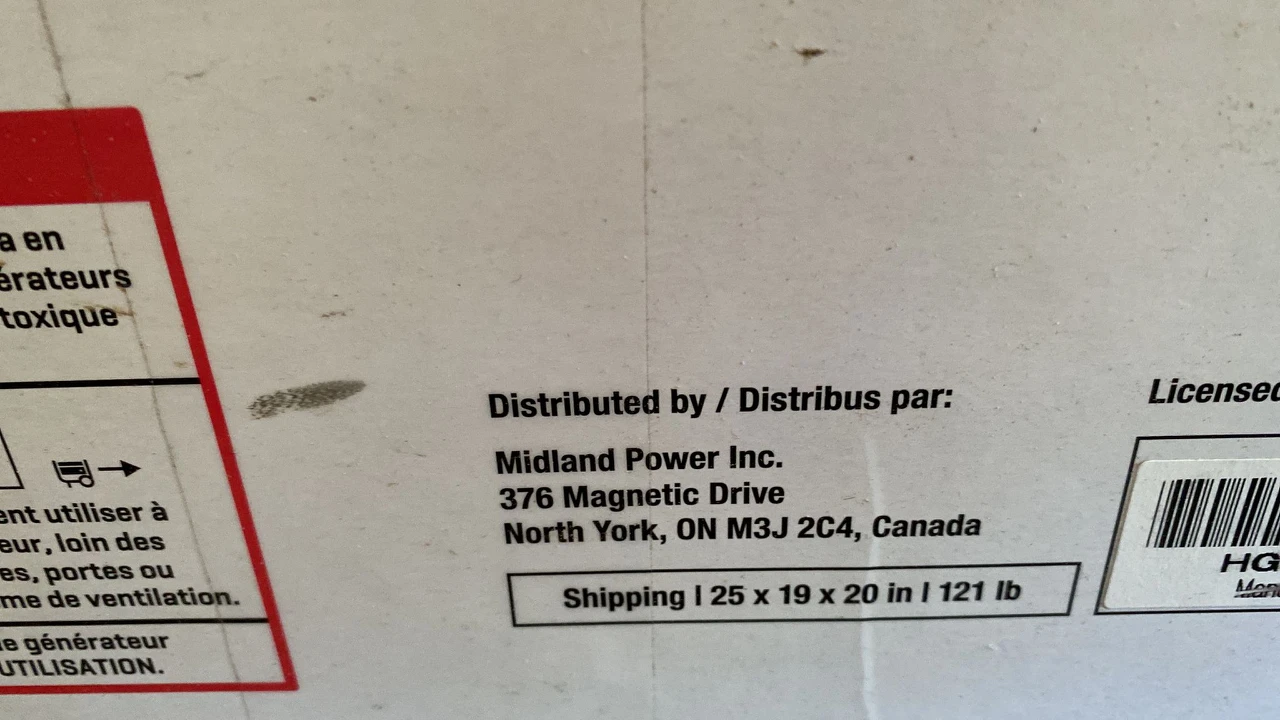 a en
érateurs
toxique
ent utiliser à
eur, loin des
es, portes ou
me de ventilation.
e générateur
UTILISATION.
Distributed by / Distribus par:
Midland Power Inc.
376 Magnetic Drive
North York, ON M3J 2C4, Canada
Shipping | 25 x 19 x 20 in | 121 lb
Licensed
HG